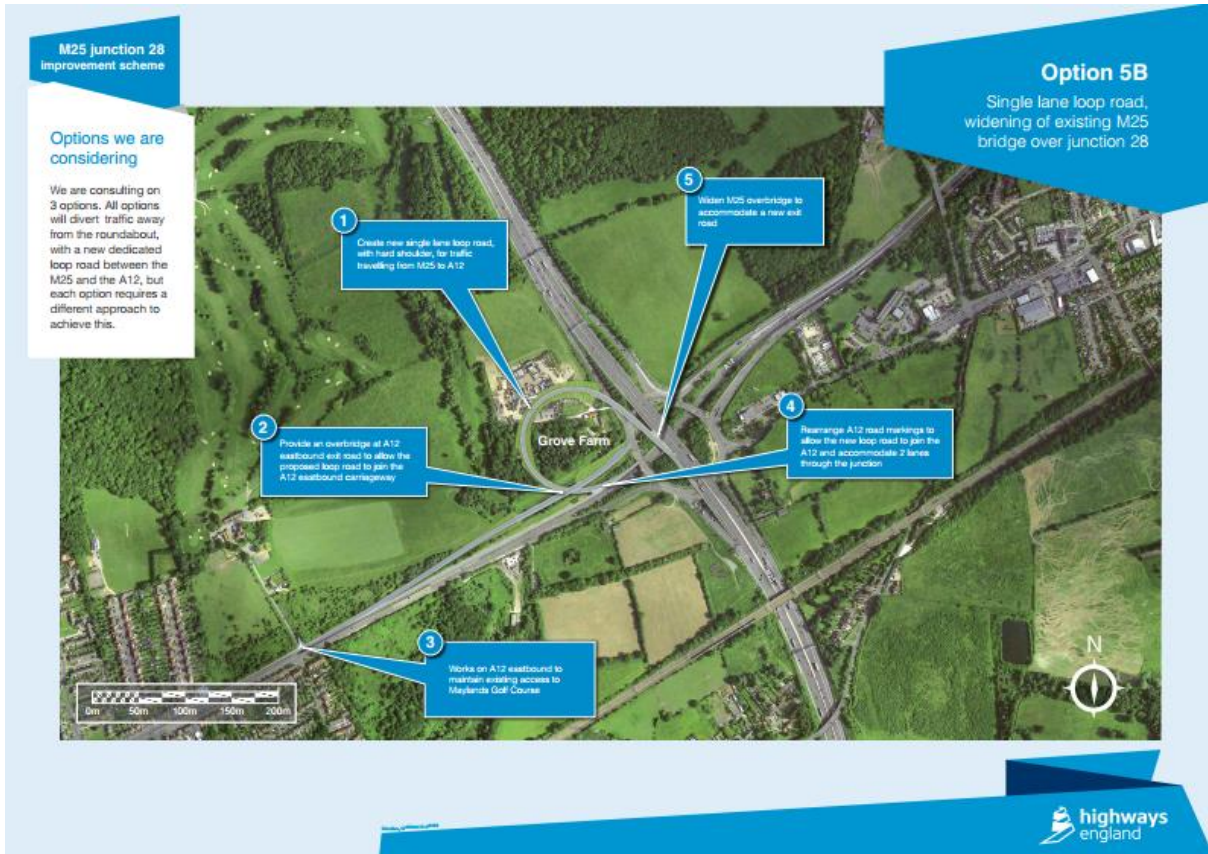 M25 junction 28
improvement scheme
Options we are
considering
We are consulting on
3 options. All options
will divert traffic away
from the roundabout,
with a new dedicated
loop road between the
M25 and the A12, but
each option requires a
different approach to
achieve this.
Option 5B
Single lane loop road,
widening of existing M25
bridge over junction 28
1
Create new single lane loop road,
with hard shoulder, for traffic
travelling from M25 to A12
5
Widen M25 overbridge to
accommodate a new exit
road
2
Provide an overbridge at A12
eastbound exit road to allow the
proposed loop road to join the
A12 eastbound carriageway
Grove Farm
4
Rearrange A12 road markings to
allow the new loop road to join the
A12 and accommodate 2 lanes
through the junction
3
Works on A12 eastbound to
maintain existing access to
Maylands Golf Course
0m 50m 100m 150m 200m
N
highways
england